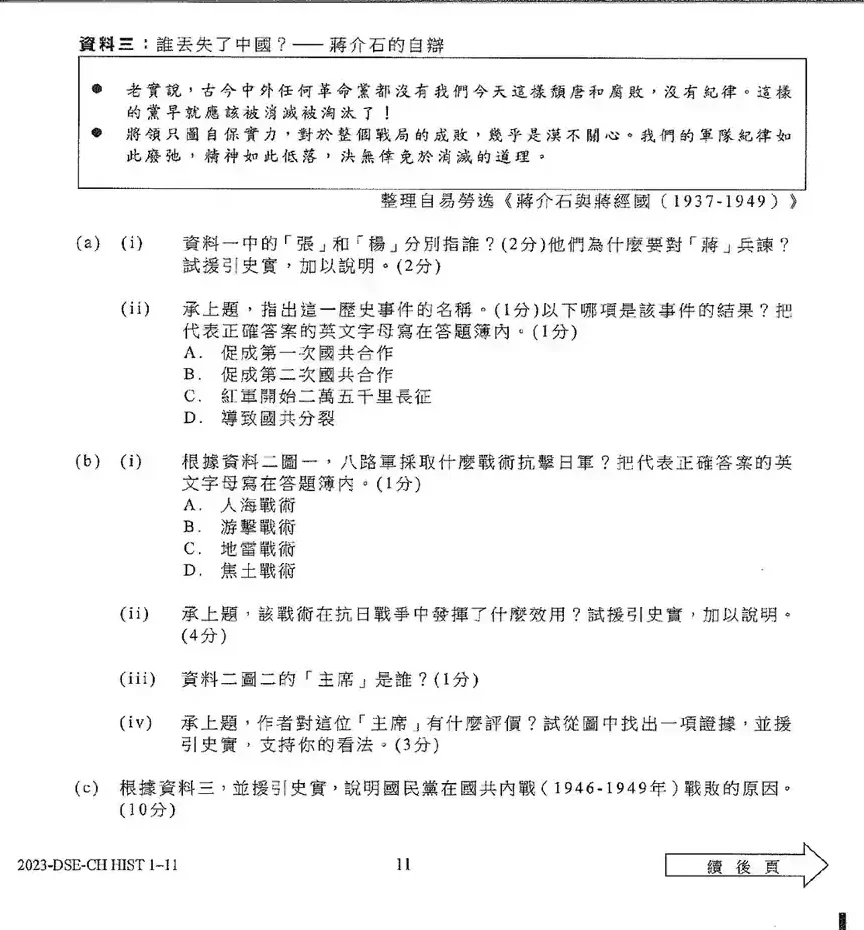 資料三：誰丟失了中國？── 蔣介石的自辯
● 老實說，古今中外任何革命黨都沒有我們今天這樣頹唐和腐敗，沒有紀律。這樣
的黨早就應該被消滅被淘汰了！
● 將領只圖自保實力，對於整個戰局的成敗，幾乎是漠不關心。我們的軍隊紀律如
此廢弛，精神如此低落，決無倖免於消滅的道理。
整理自易勞逸《蔣介石與蔣經國（1937-1949）》
(a) (i) 資料一中的「張」和「楊」分別指誰？(2分)他們為什麼要對「蔣」兵諫？
試援引史實，加以說明。(2分)
(ii) 承上題，指出這一歷史事件的名稱。(1分)以下哪項是該事件的結果？把
代表正確答案的英文字母寫在答題簿內。(1分)
A. 促成第一次國共合作
B. 促成第二次國共合作
C. 紅軍開始二萬五千里長征
D. 導致國共分裂
(b) (i) 根據資料二圖一，八路軍採取什麼戰術抗擊日軍？把代表正確答案的英
文字母寫在答題簿內。(1分)
A. 人海戰術
B. 游擊戰術
C. 地雷戰術
D. 焦土戰術
(ii) 承上題，該戰術在抗日戰爭中發揮了什麼效用？試援引史實，加以說明。
(4分)
(iii) 資料二圖二的「主席」是誰？(1分)
(iv) 承上題，作者對這位「主席」有什麼評價？試從圖中找出一項證據，並援
引史實，支持你的看法。(3分)
(c) 根據資料三，並援引史實，說明國民黨在國共內戰（1946-1949年）戰敗的原因。
(10分)
2023-DSE-CH HIST 1–11 11 續後頁